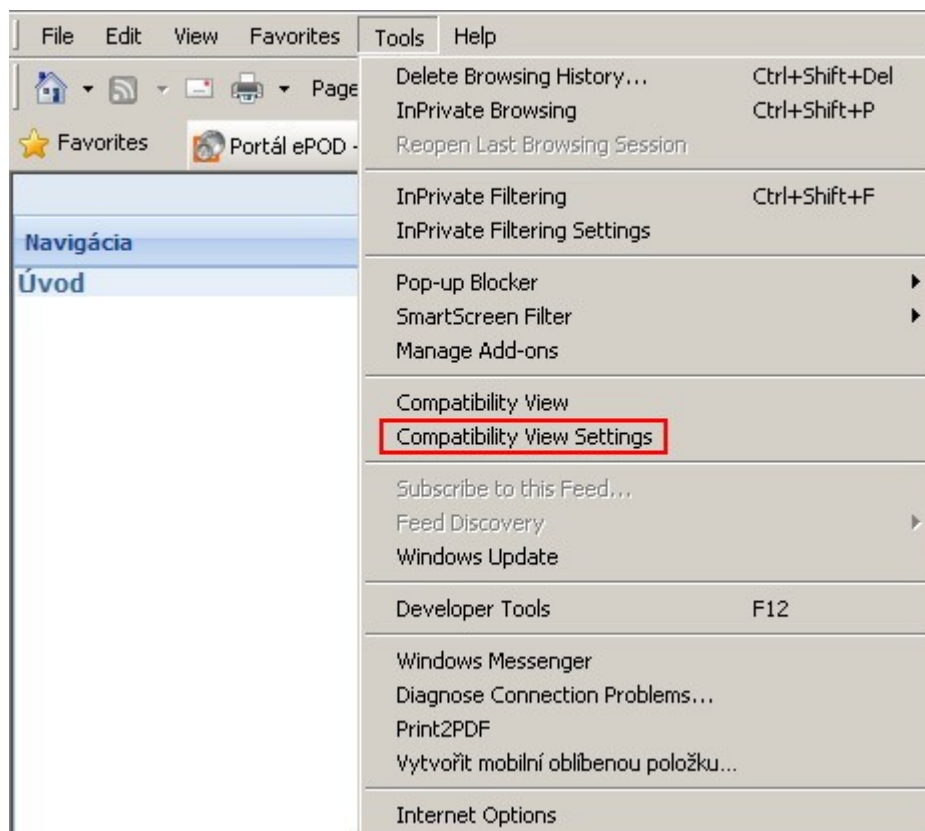 File Edit View Favorites Tools Help
Page
Favorites Portál ePOD -
Navigácia
Úvod
Delete Browsing History... Ctrl+Shift+Del
InPrivate Browsing Ctrl+Shift+P
Reopen Last Browsing Session
InPrivate Filtering Ctrl+Shift+F
InPrivate Filtering Settings
Pop-up Blocker
SmartScreen Filter
Manage Add-ons
Compatibility View
Compatibility View Settings
Subscribe to this Feed...
Feed Discovery
Windows Update
Developer Tools F12
Windows Messenger
Diagnose Connection Problems...
Print2PDF
Vytvořit mobilní oblíbenou položku...
Internet Options